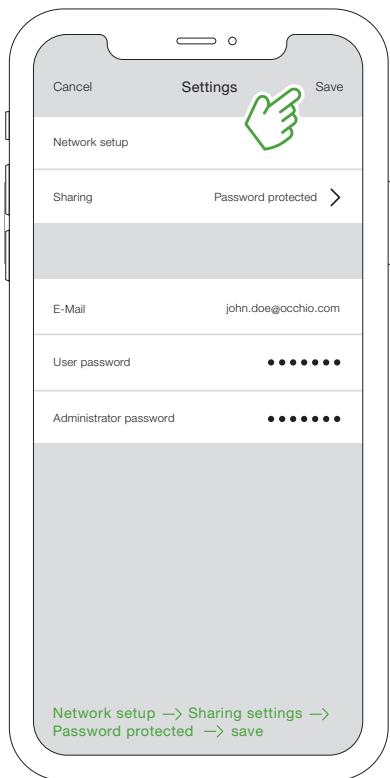 Cancel Settings Save
Network setup
Sharing Password protected
E-Mail john.doe@occhio.com
User password •••••••
Administrator password •••••••
Network setup —> Sharing settings —>
Password protected —> save